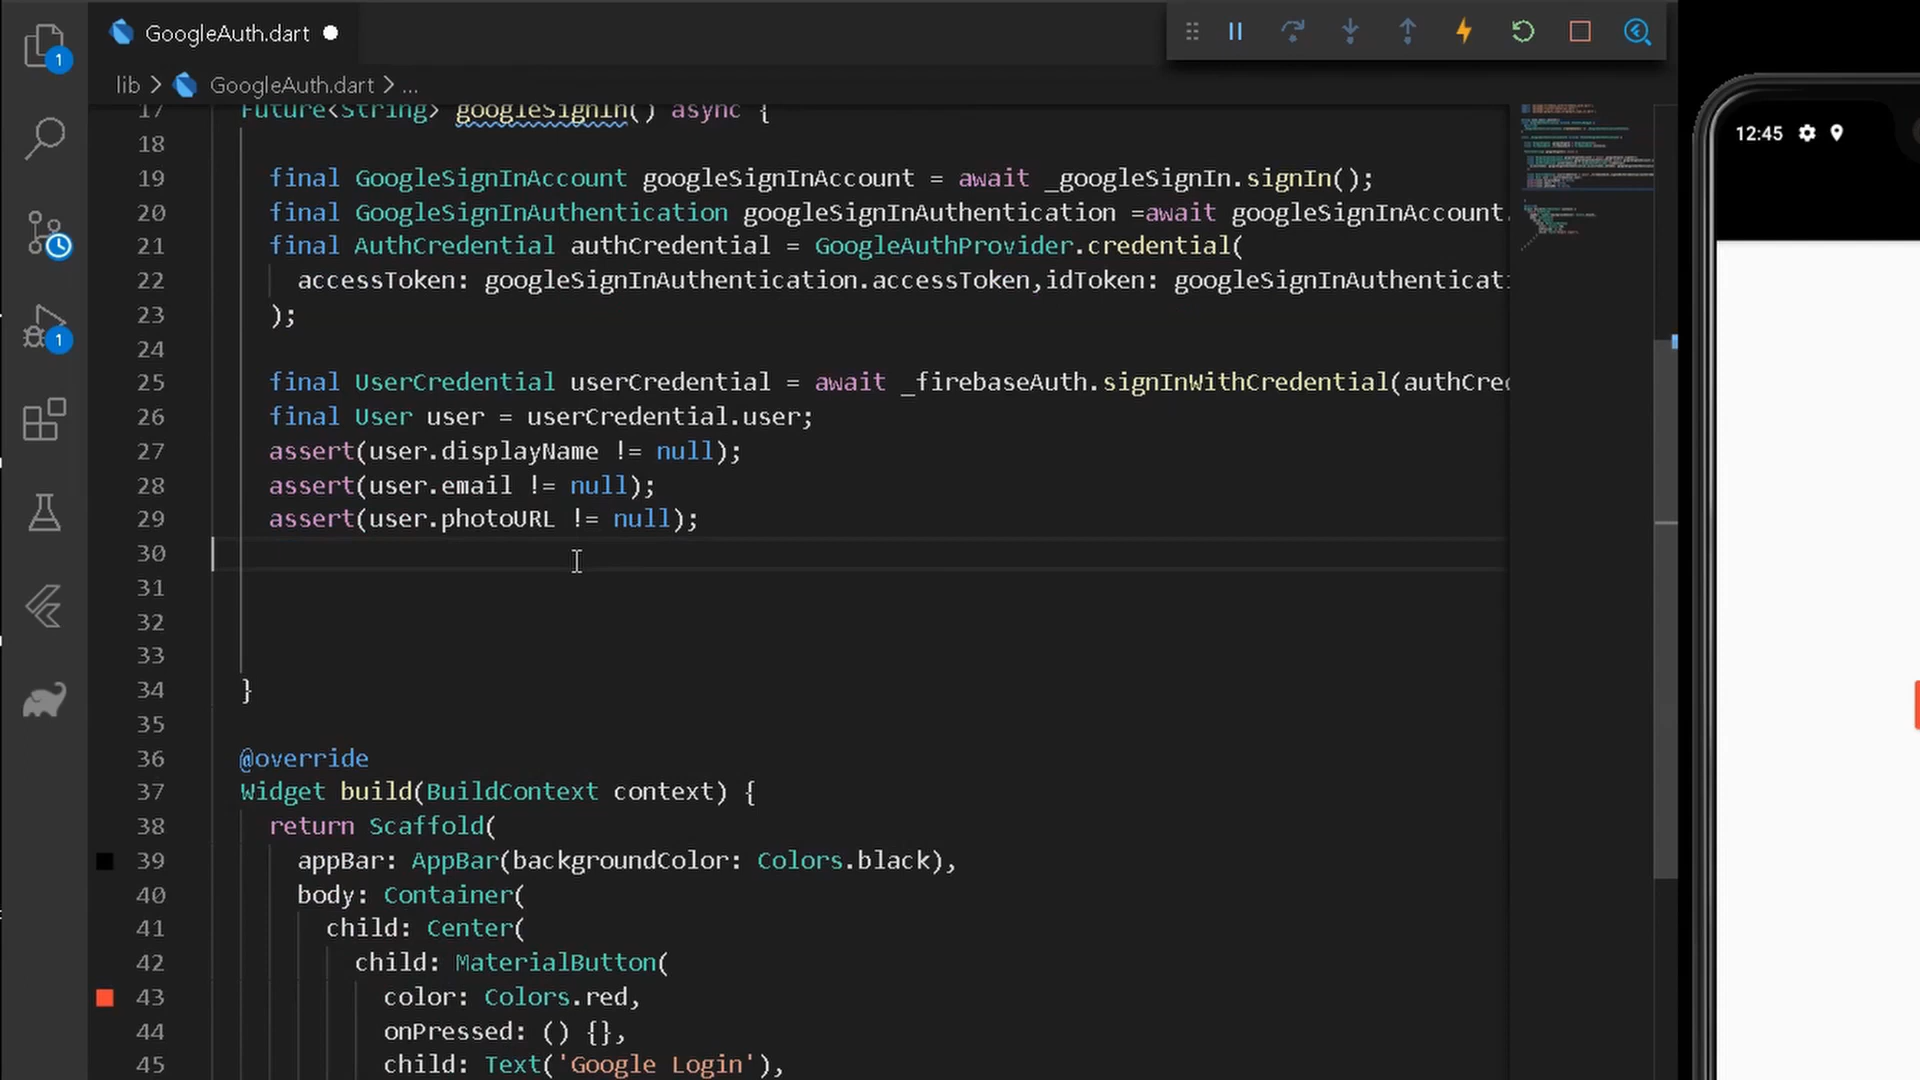 GoogleAuth.dart
lib > GoogleAuth.dart > ...
17 Future<String> googleSignIn() async {
18
19 final GoogleSignInAccount googleSignInAccount = await _googleSignIn.signIn();
20 final GoogleSignInAuthentication googleSignInAuthentication =await googleSignInAccount.
21 final AuthCredential authCredential = GoogleAuthProvider.credential(
22 accessToken: googleSignInAuthentication.accessToken,idToken: googleSignInAuthenticati
23 );
24
25 final UserCredential userCredential = await _firebaseAuth.signInWithCredential(authCred
26 final User user = userCredential.user;
27 assert(user.displayName != null);
28 assert(user.email != null);
29 assert(user.photoURL != null);
30
31
32
33
34 }
35
36 @override
37 Widget build(BuildContext context) {
38 return Scaffold(
39 appBar: AppBar(backgroundColor: Colors.black),
40 body: Container(
41 child: Center(
42 child: MaterialButton(
43 color: Colors.red,
44 onPressed: () {},
45 child: Text('Google Login'),
1
1
12:45